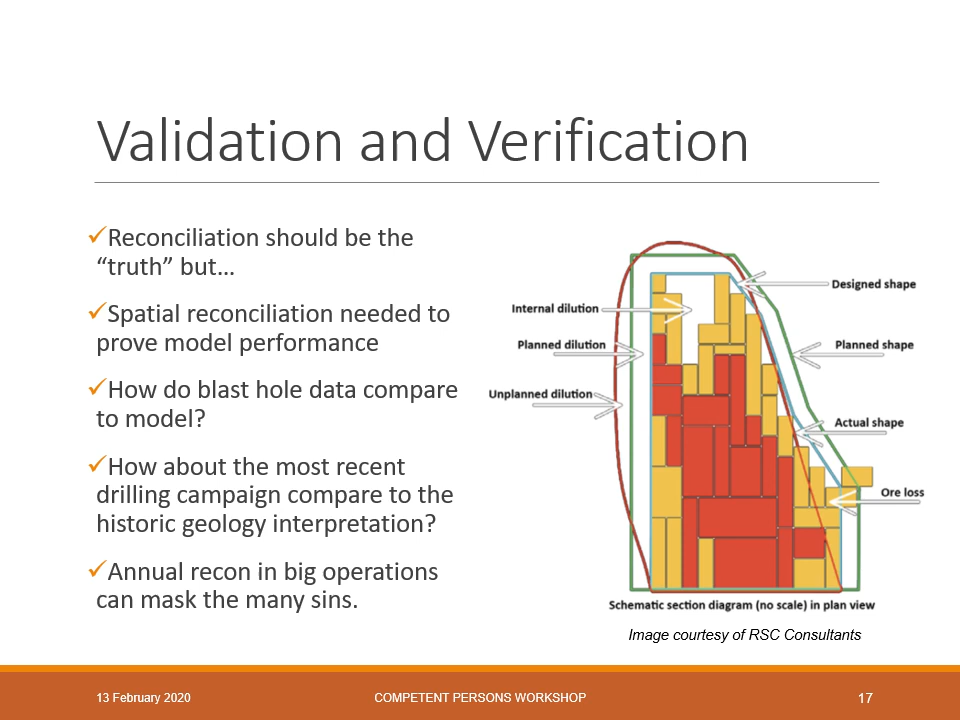 Validation and Verification
✓Reconciliation should be the
“truth” but…
✓Spatial reconciliation needed to
prove model performance
✓How do blast hole data compare
to model?
✓How about the most recent
drilling campaign compare to the
historic geology interpretation?
✓Annual recon in big operations
can mask the many sins.
Internal dilution
Planned dilution
Unplanned dilution
Designed shape
Planned shape
Actual shape
Ore loss
Schematic section diagram (no scale) in plan view
Image courtesy of RSC Consultants
13 February 2020
COMPETENT PERSONS WORKSHOP
17